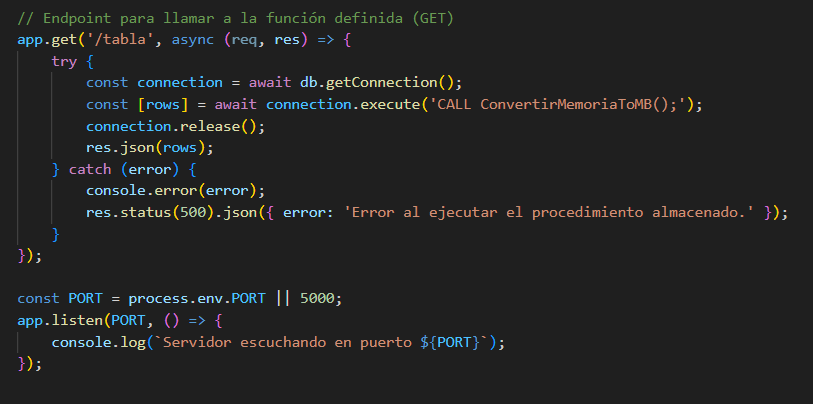 // Endpoint para llamar a la función definida (GET)
app.get('/tabla', async (req, res) => {
    try {
        const connection = await db.getConnection();
        const [rows] = await connection.execute('CALL ConvertirMemoriaToMB();');
        connection.release();
        res.json(rows);
    } catch (error) {
        console.error(error);
        res.status(500).json({ error: 'Error al ejecutar el procedimiento almacenado.' });
    }
});

const PORT = process.env.PORT || 5000;
app.listen(PORT, () => {
    console.log(`Servidor escuchando en puerto ${PORT}`);
});